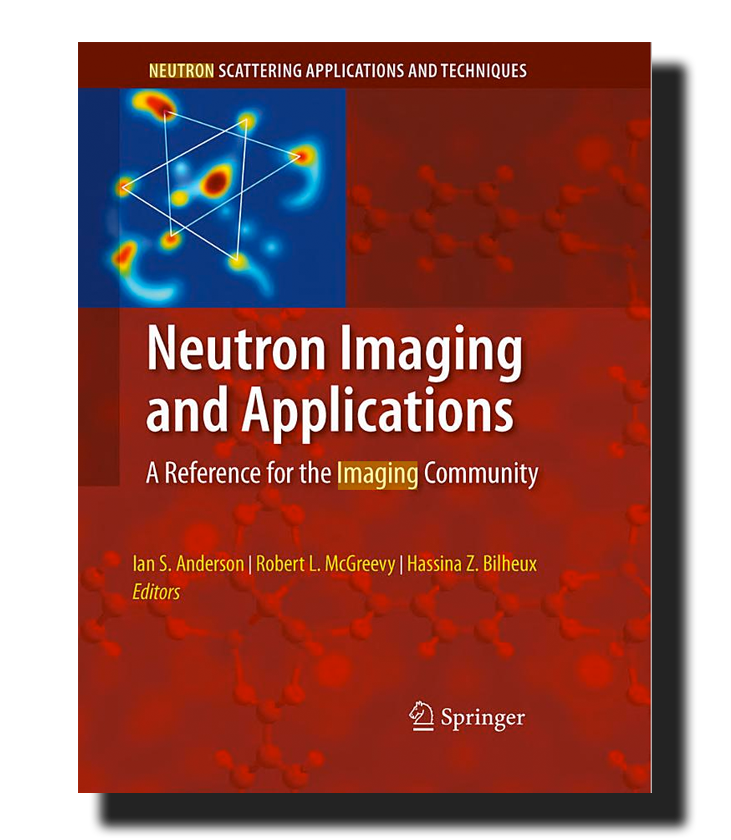 NEUTRON SCATTERING APPLICATIONS AND TECHNIQUES
Neutron Imaging
and Applications
A Reference for the Imaging Community
Ian S. Anderson | Robert L. McGreevy | Hassina Z. Bilheux
Editors
Springer